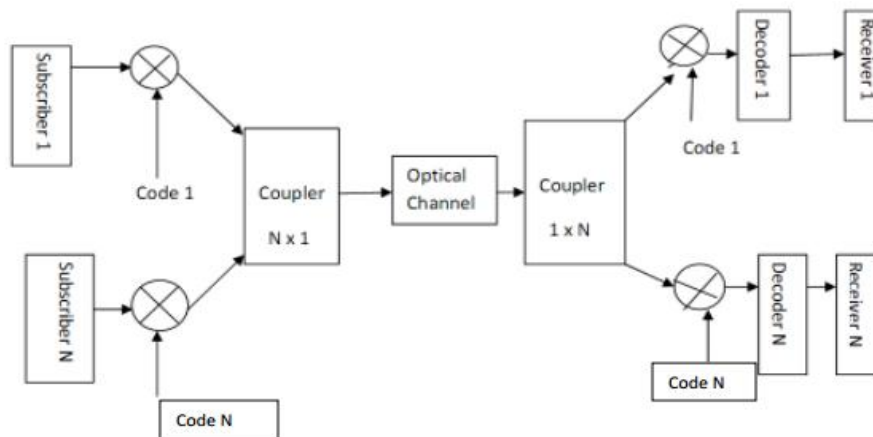 Subscriber 1
Code 1
Subscriber N
Code N
Coupler
N x 1
Optical
Channel
Coupler
1 x N
Code 1
Decoder 1
Receiver 1
Code N
Decoder N
Receiver N